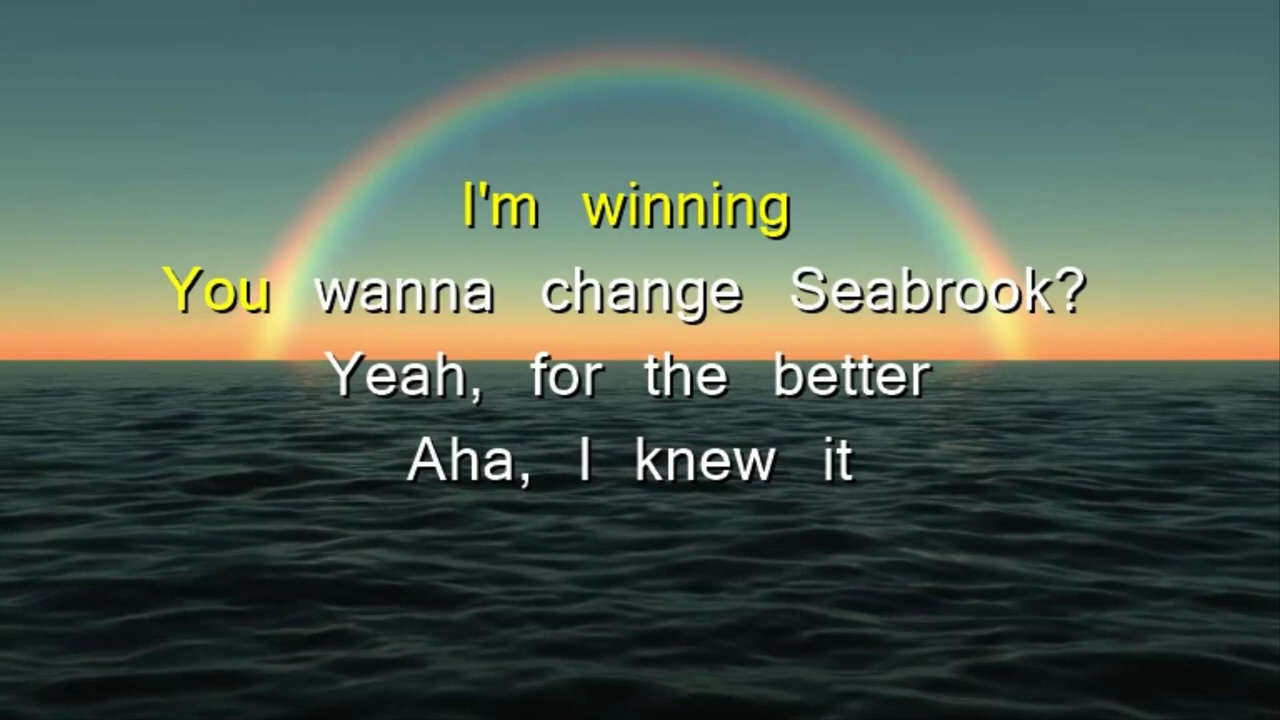 I'm winning
You wanna change Seabrook?
Yeah, for the better
Aha, I knew it